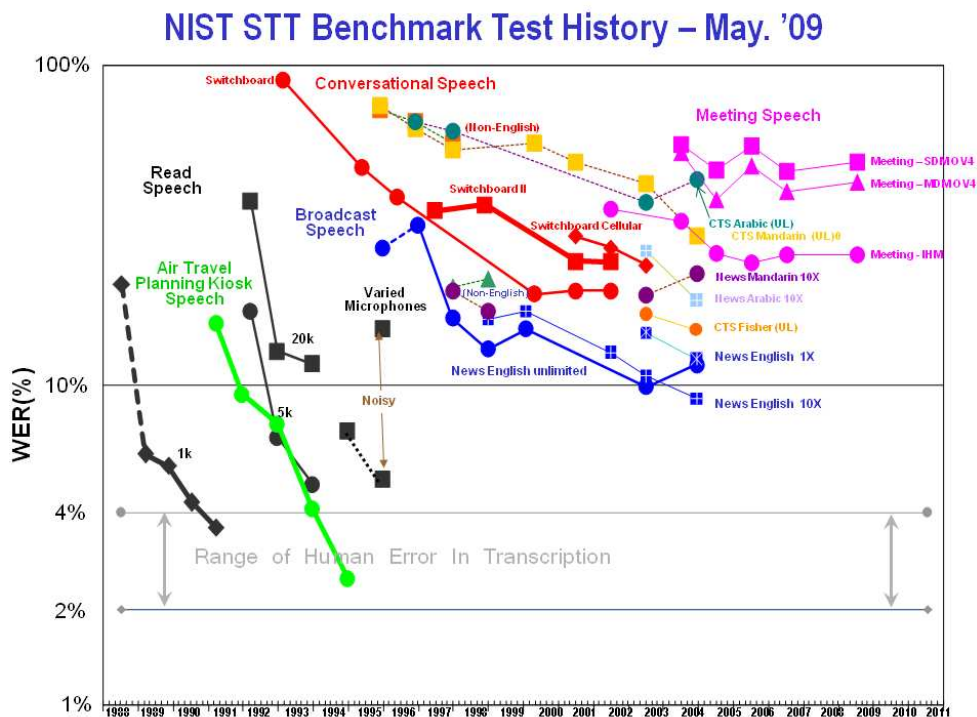 NIST STT Benchmark Test History – May. '09
100%
Switchboard
Conversational Speech
(Non-English)
Meeting Speech
Read
Speech
Meeting – SDM OV4
Meeting – MDM OV4
Switchboard II
Broadcast
Speech
Switchboard Cellular
CTS Arabic (UL)
CTS Mandarin (UL)0
Meeting - IHM
Air Travel
Planning Kiosk
Speech
Varied
Microphones
(Non-English)
News Mandarin 10X
News Arabic 10X
20k
CTS Fisher (UL)
News English 1X
News English unlimited
10%
Noisy
News English 10X
5k
1k
WER(%)
4%
Range of Human Error In Transcription
2%
1%
1988 1989 1990 1991 1992 1993 1994 1995 1996 1997 1998 1999 2000 2001 2002 2003 2004 2005 2006 2007 2008 2009 2010 2011